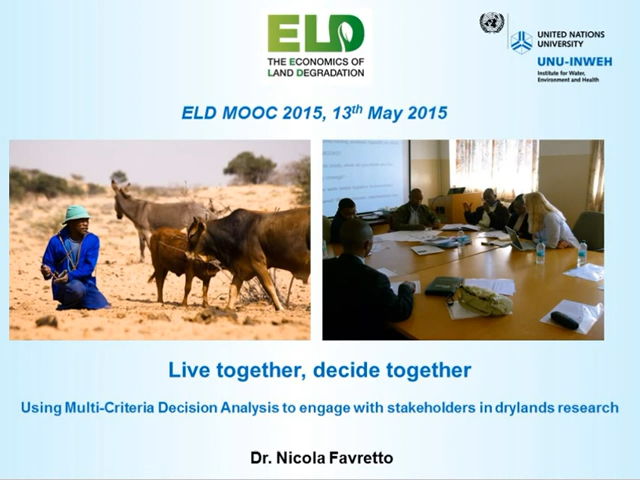 ELD
THE ECONOMICS OF
LAND DEGRADATION
UNITED NATIONS
UNIVERSITY
UNU-INWEH
Institute for Water,
Environment and Health
ELD MOOC 2015, 13th May 2015
Live together, decide together
Using Multi-Criteria Decision Analysis to engage with stakeholders in drylands research
Dr. Nicola Favretto